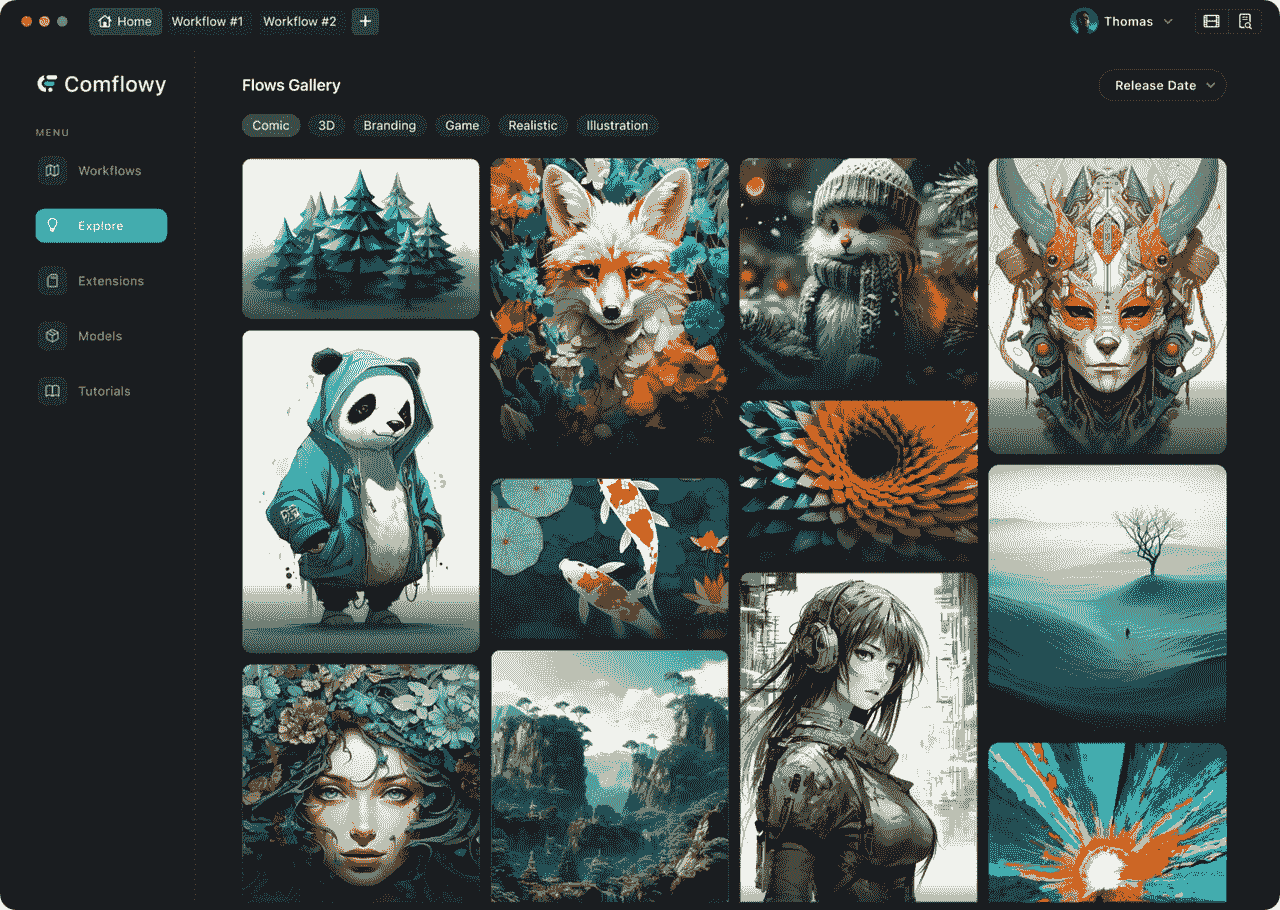 Home Workflow #1 Workflow #2 + Thomas
Comflowy
Flows Gallery Release Date
MENU
Comic 3D Branding Game Realistic Illustration
Workflows
Explore
Extensions
Models
Tutorials